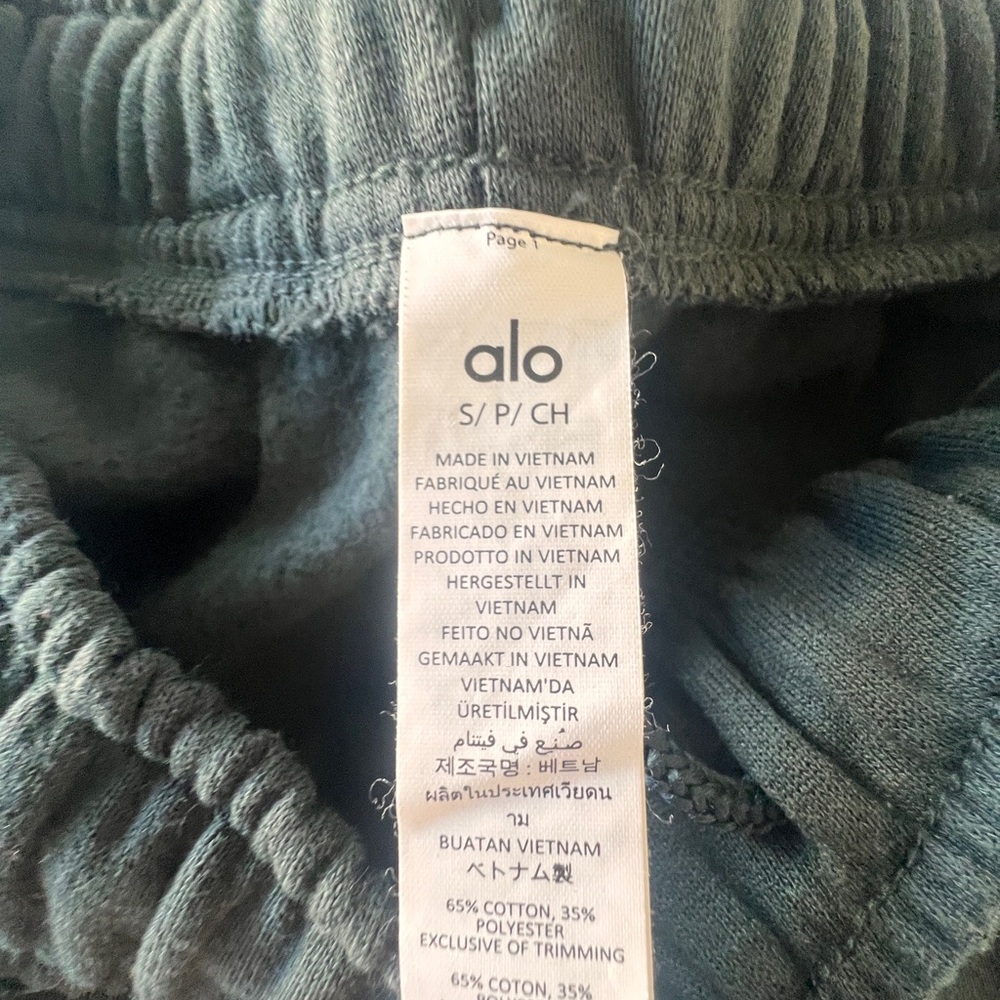 Page 1
alo
S/ P/ CH
MADE IN VIETNAM
FABRIQUÉ AU VIETNAM
HECHO EN VIETNAM
FABRICADO EN VIETNAM
PRODOTTO IN VIETNAM
HERGESTELLT IN
VIETNAM
FEITO NO VIETNÃ
GEMAAKT IN VIETNAM
VIETNAM'DA
ÜRETİLMİŞTİR
صُنع في فيتنام
제조국명 : 베트남
ผลิตในประเทศเวียดน
าม
BUATAN VIETNAM
ベトナム製
65% COTTON, 35%
POLYESTER
EXCLUSIVE OF TRIMMING
65% COTTON, 35%